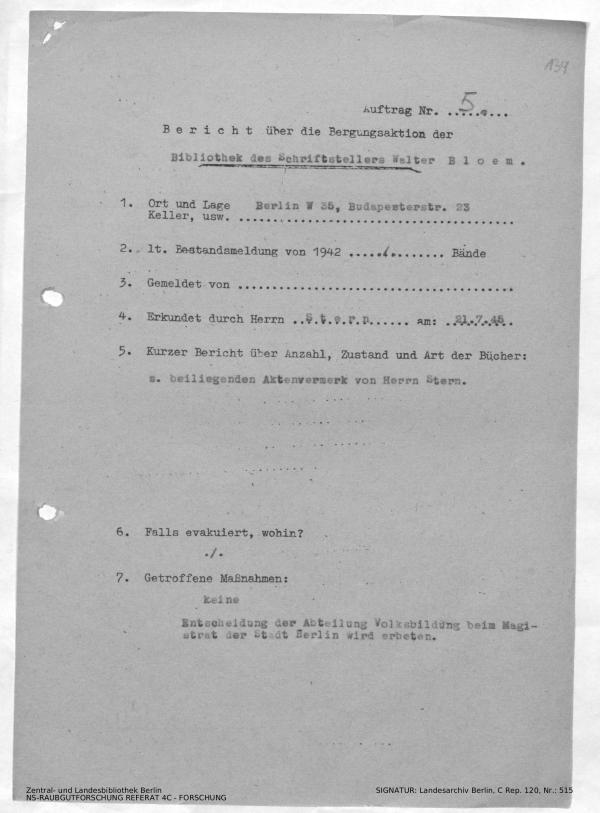 134
Auftrag Nr. ..5...
B e r i c h t über die Bergungsaktion der
Bibliothek des Schriftstellers Walter B l o e m .
1. Ort und Lage Berlin W 35, Budapesterstr. 23
Keller, usw. ........................................
2. lt. Bestandsmeldung von 1942 ...../......... Bände
3. Gemeldet von ........................................
4. Erkundet durch Herrn ..S.t.e.r.n...... am: ..21.7.45.
5. Kurzer Bericht über Anzahl, Zustand und Art der Bücher:
s. beiliegenden Aktenvermerk von Herrn Stern.
6. Falls evakuiert, wohin?
./.
7. Getroffene Maßnahmen:
keine
Entscheidung der Abteilung Volksbildung beim Magi-
strat der Stadt Berlin wird erbeten.
Zentral- und Landesbibliothek Berlin
NS-RAUBGUTFORSCHUNG REFERAT 4C - FORSCHUNG
SIGNATUR: Landesarchiv Berlin, C Rep. 120, Nr.: 515